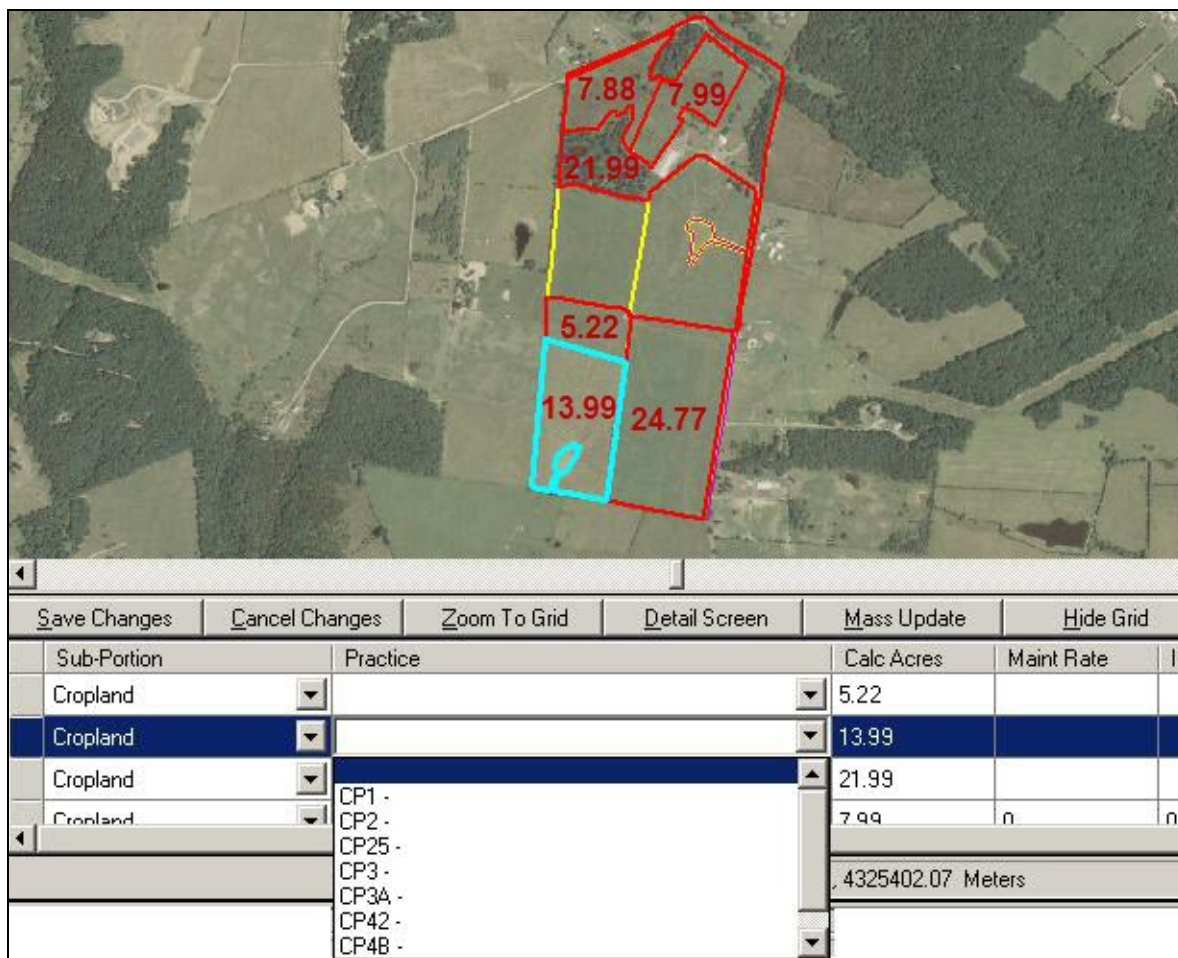 7.88
7.99
21.99
5.22
13.99
24.77
Save Changes Cancel Changes Zoom To Grid Detail Screen Mass Update Hide Grid
Sub-Portion Practice Calc Acres Maint Rate
Cropland 5.22
Cropland 13.99
Cropland 21.99
Cropland 7.99 0 0
CP1 -
CP2 -
CP25 -
CP3 -
CP3A -
CP42 -
CP4B -
, 4325402.07 Meters